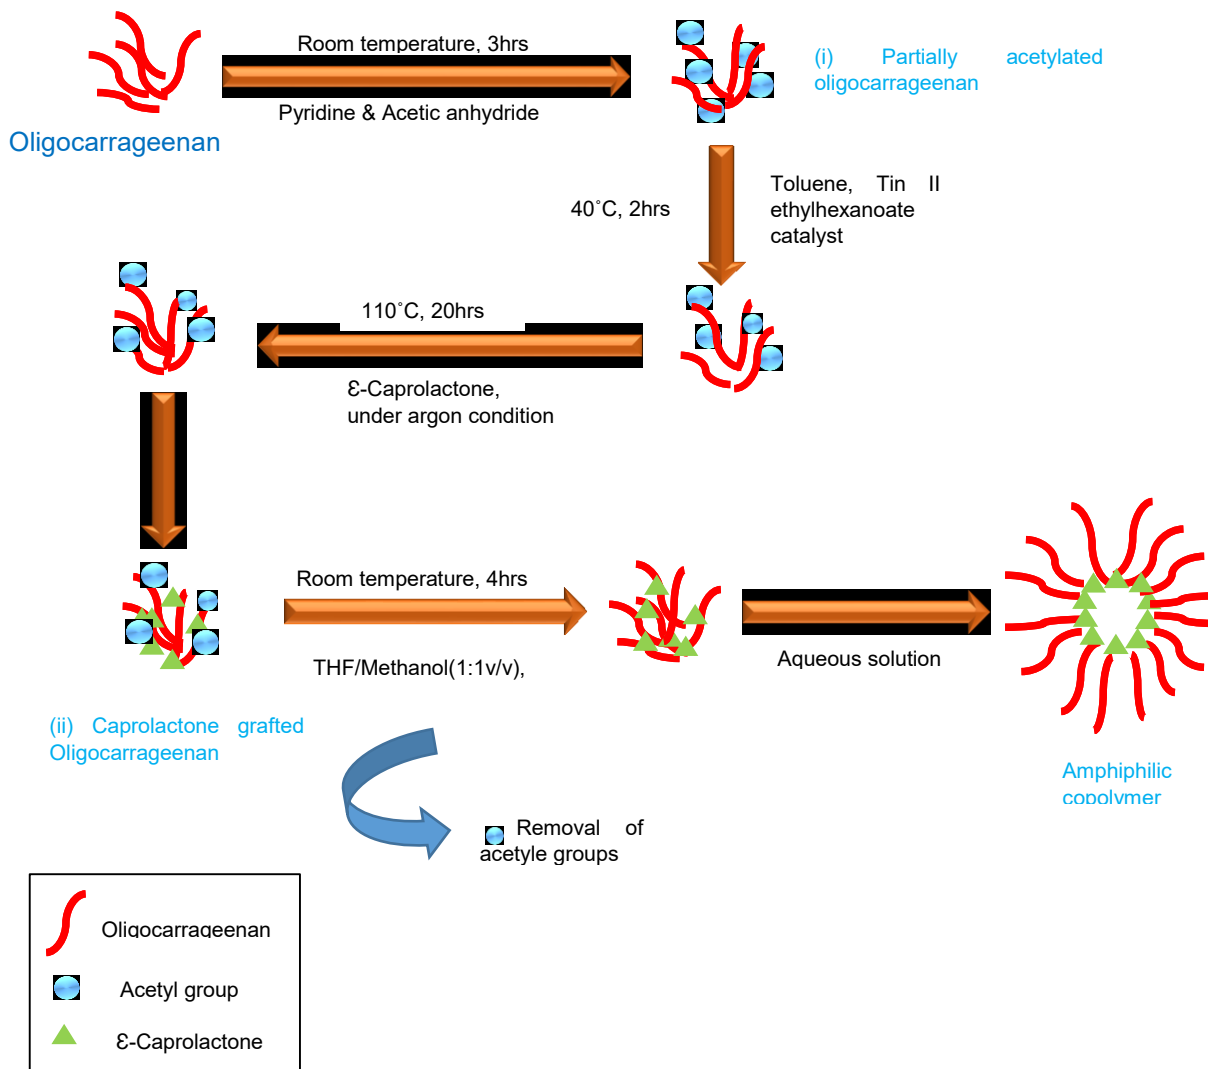 Room temperature, 3hrs
Pyridine & Acetic anhydride
Oligocarrageenan
(i) Partially acetylated
oligocarrageenan
40˚C, 2hrs
Toluene, Tin II
ethylhexanoate
catalyst
110˚C, 20hrs
Ɛ-Caprolactone,
under argon condition
Room temperature, 4hrs
THF/Methanol(1:1v/v),
Aqueous solution
(ii) Caprolactone grafted
Oligocarrageenan
Amphiphilic
copolymer
Removal of
acetyle groups
Oligocarrageenan
Acetyl group
Ɛ-Caprolactone